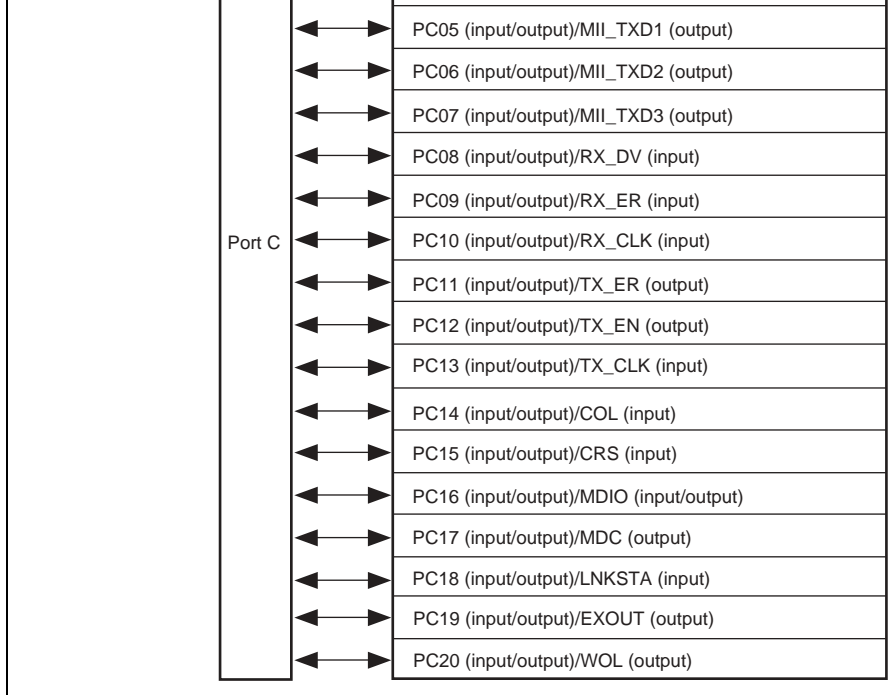 PC05 (input/output)/MII_TXD1 (output)
PC06 (input/output)/MII_TXD2 (output)
PC07 (input/output)/MII_TXD3 (output)
PC08 (input/output)/RX_DV (input)
PC09 (input/output)/RX_ER (input)
Port C
PC10 (input/output)/RX_CLK (input)
PC11 (input/output)/TX_ER (output)
PC12 (input/output)/TX_EN (output)
PC13 (input/output)/TX_CLK (input)
PC14 (input/output)/COL (input)
PC15 (input/output)/CRS (input)
PC16 (input/output)/MDIO (input/output)
PC17 (input/output)/MDC (output)
PC18 (input/output)/LNKSTA (input)
PC19 (input/output)/EXOUT (output)
PC20 (input/output)/WOL (output)